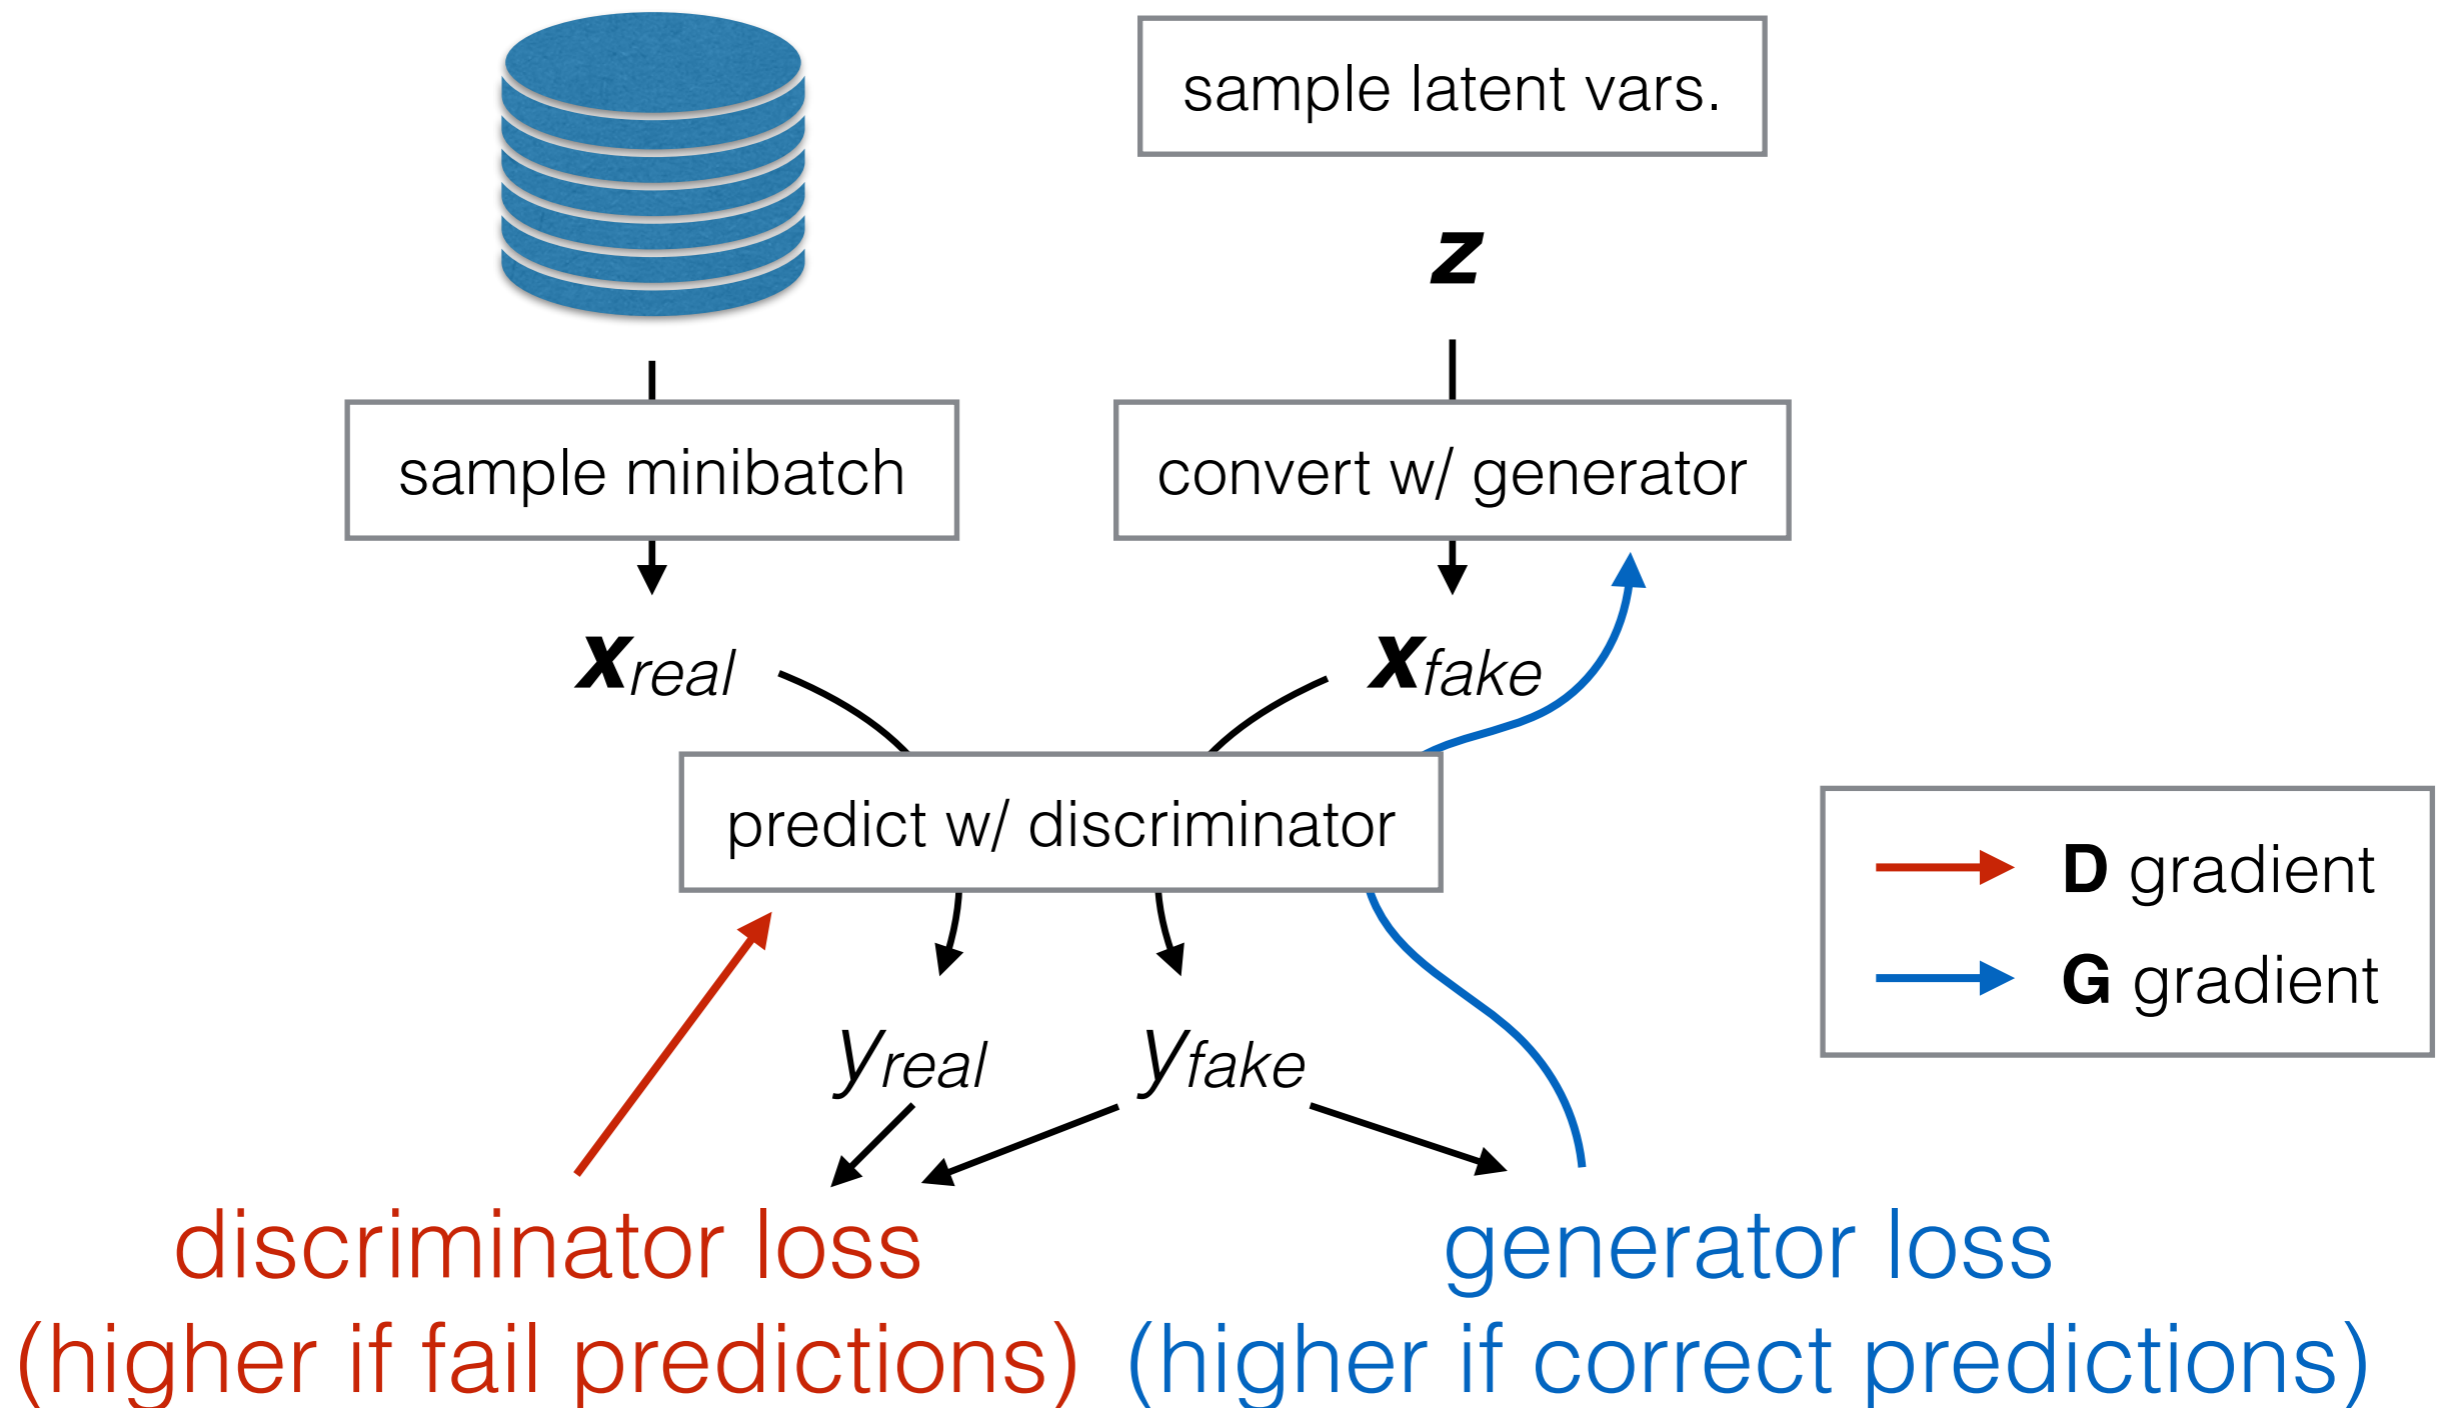 sample latent vars.
z
sample minibatch
convert w/ generator
xreal
xfake
predict w/ discriminator
D gradient
G gradient
yreal
yfake
discriminator loss
(higher if fail predictions)
generator loss
(higher if correct predictions)